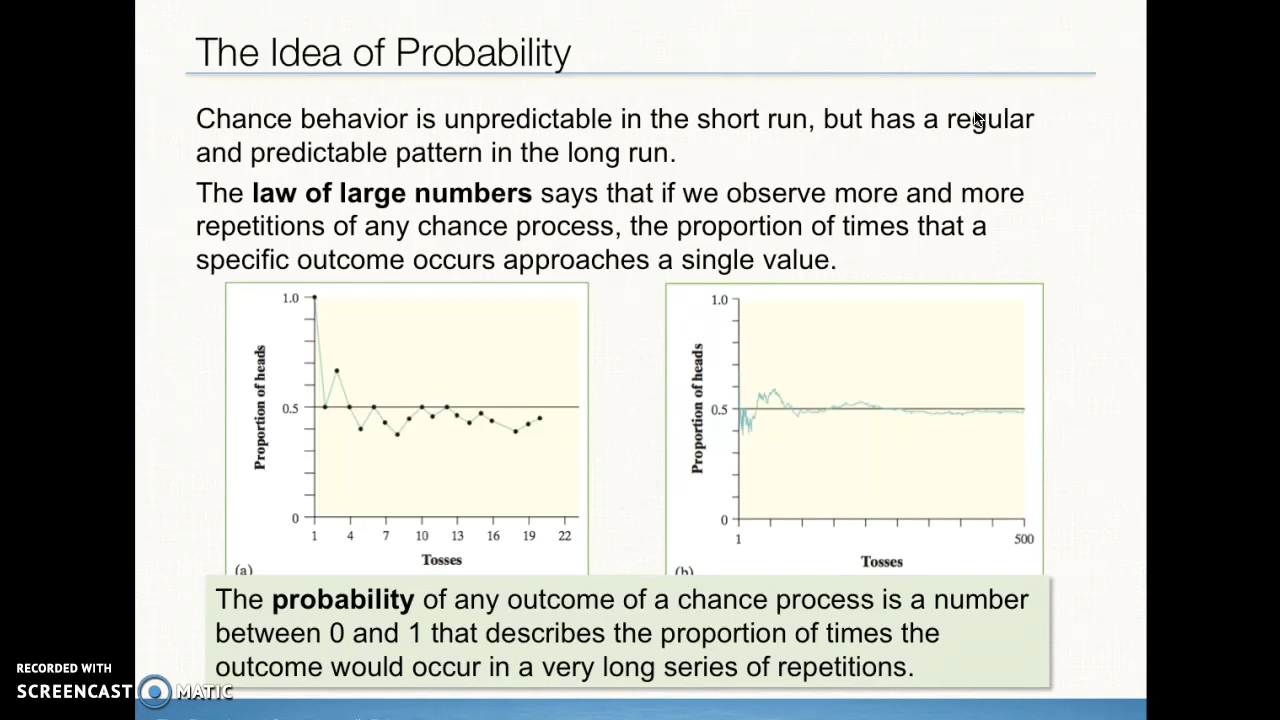 The Idea of Probability
Chance behavior is unpredictable in the short run, but has a regular
and predictable pattern in the long run.
The law of large numbers says that if we observe more and more
repetitions of any chance process, the proportion of times that a
specific outcome occurs approaches a single value.
1.0
0.5
0
Proportion of heads
1 4 7 10 13 16 19 22
Tosses
(a)
1.0
0.5
0
Proportion of heads
1 500
Tosses
(b)
The probability of any outcome of a chance process is a number
between 0 and 1 that describes the proportion of times the
outcome would occur in a very long series of repetitions.
RECORDED WITH
SCREENCAST MATIC